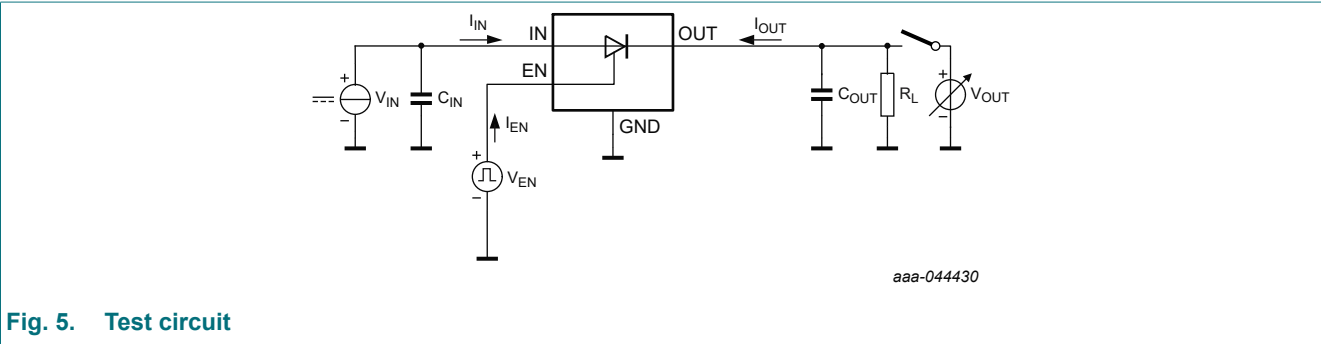 I_IN
IN
OUT
I_OUT
EN
+
V_IN
−
C_IN
I_EN
GND
C_OUT
R_L
+
V_OUT
−
+
V_EN
−
aaa-044430
Fig. 5. Test circuit